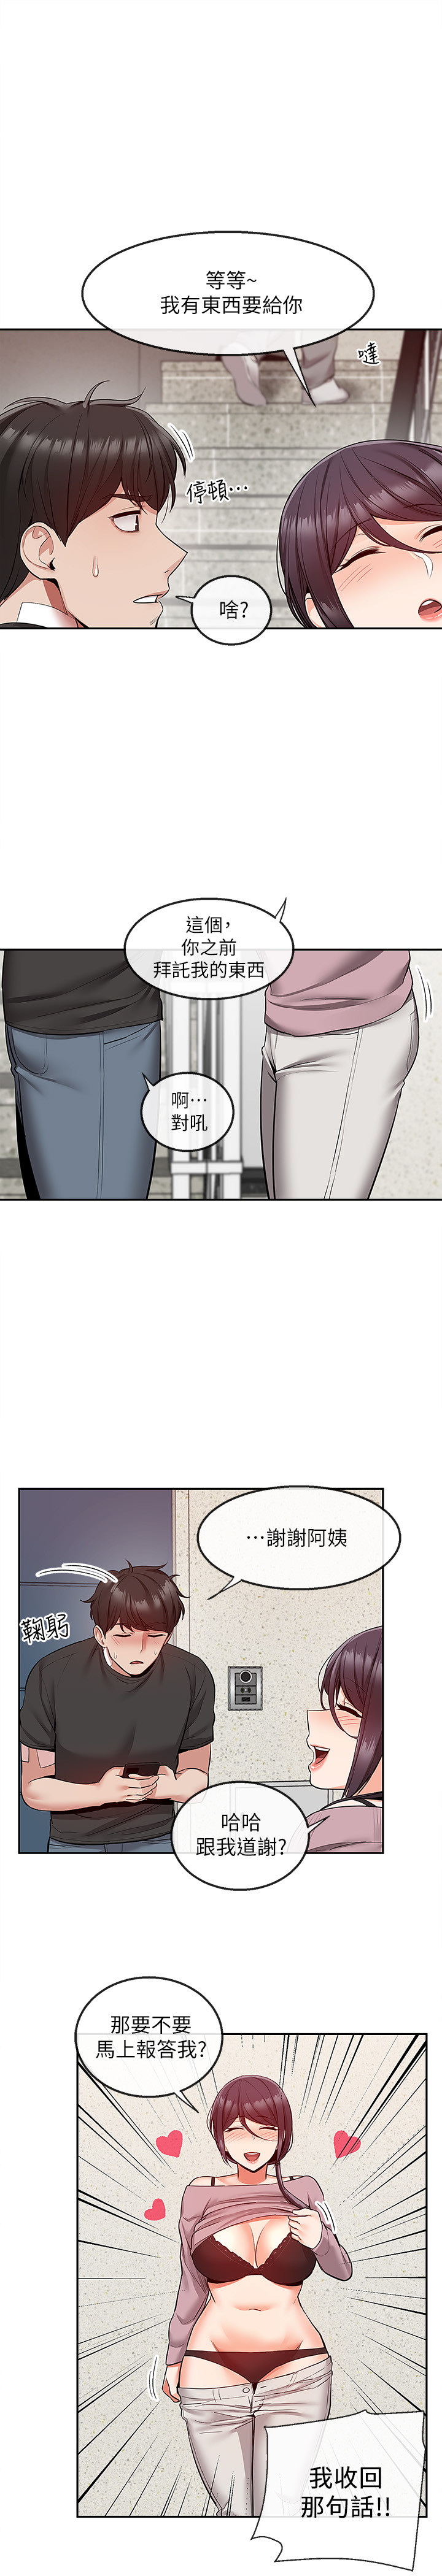 等等~
我有東西要給你
噠
停頓…
啥?
這個,
你之前
拜託我的東西
啊…
對吼
…謝謝阿姨
鞠躬
哈哈
跟我道謝?
那要不要
馬上報答我?
我收回
那句話!!